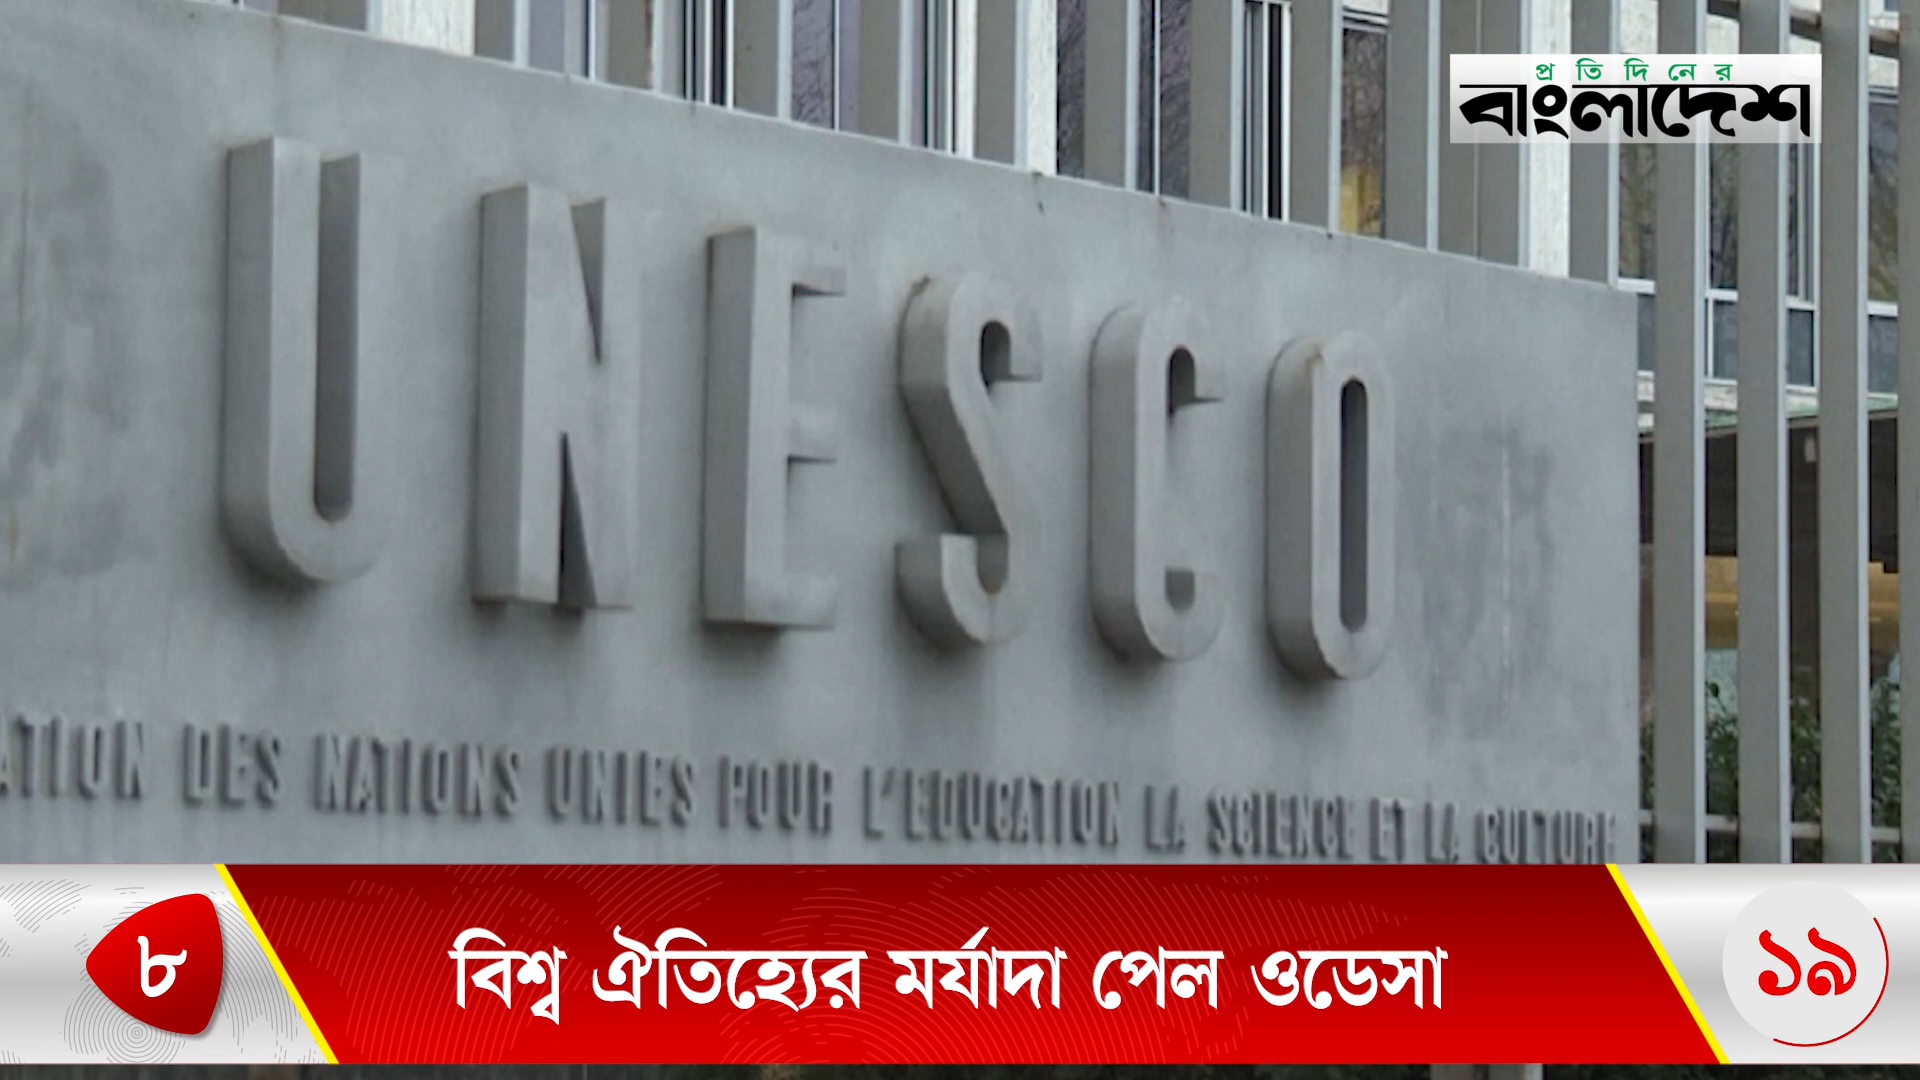 প্রতিদিনের
বাংলাদেশ
UNESCO
ATION DES NATIONS UNIES POUR L'EDUCATION LA SCIENCE ET LA CULTURE
৮
বিশ্ব ঐতিহ্যের মর্যাদা পেল ওডেসা
১৯